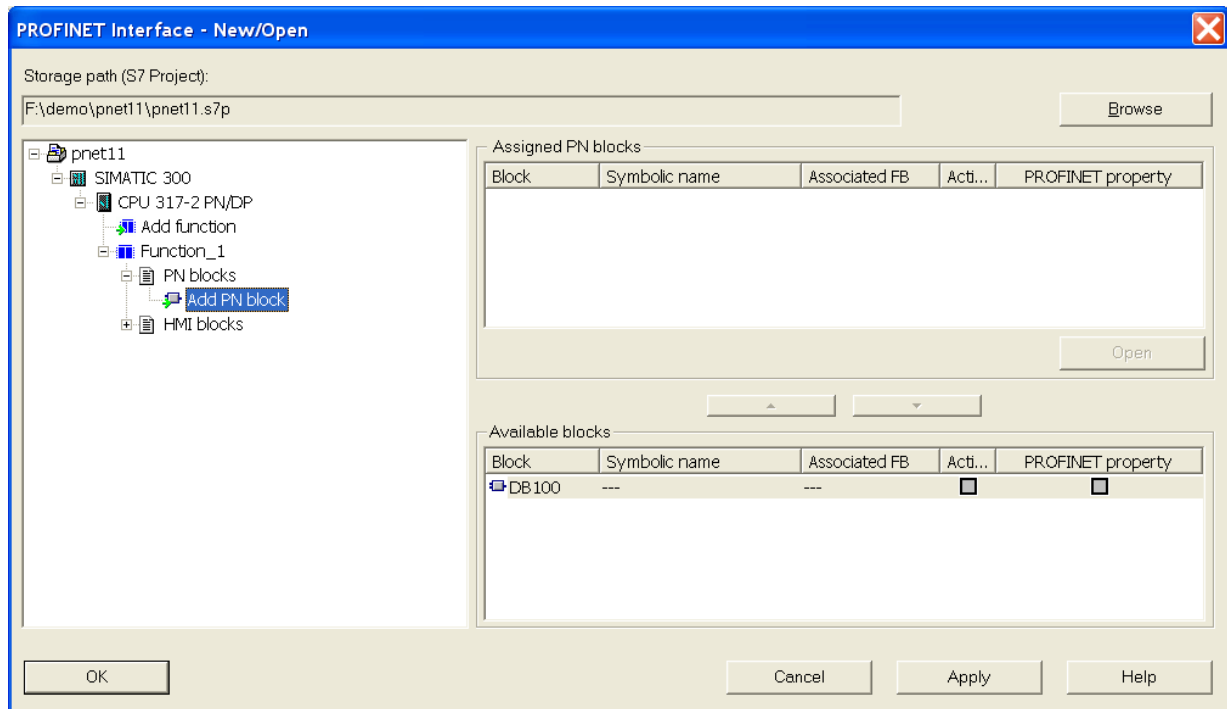 PROFINET Interface - New/Open
Storage path (S7 Project):
F:\demo\pnet11\pnet11.s7p
Browse
pnet11
SIMATIC 300
CPU 317-2 PN/DP
Add function
Function_1
PN blocks
Add PN block
HMI blocks
Assigned PN blocks
Block Symbolic name Associated FB Acti... PROFINET property
Open
Available blocks
Block Symbolic name Associated FB Acti... PROFINET property
DB100 --- ---
OK Cancel Apply Help